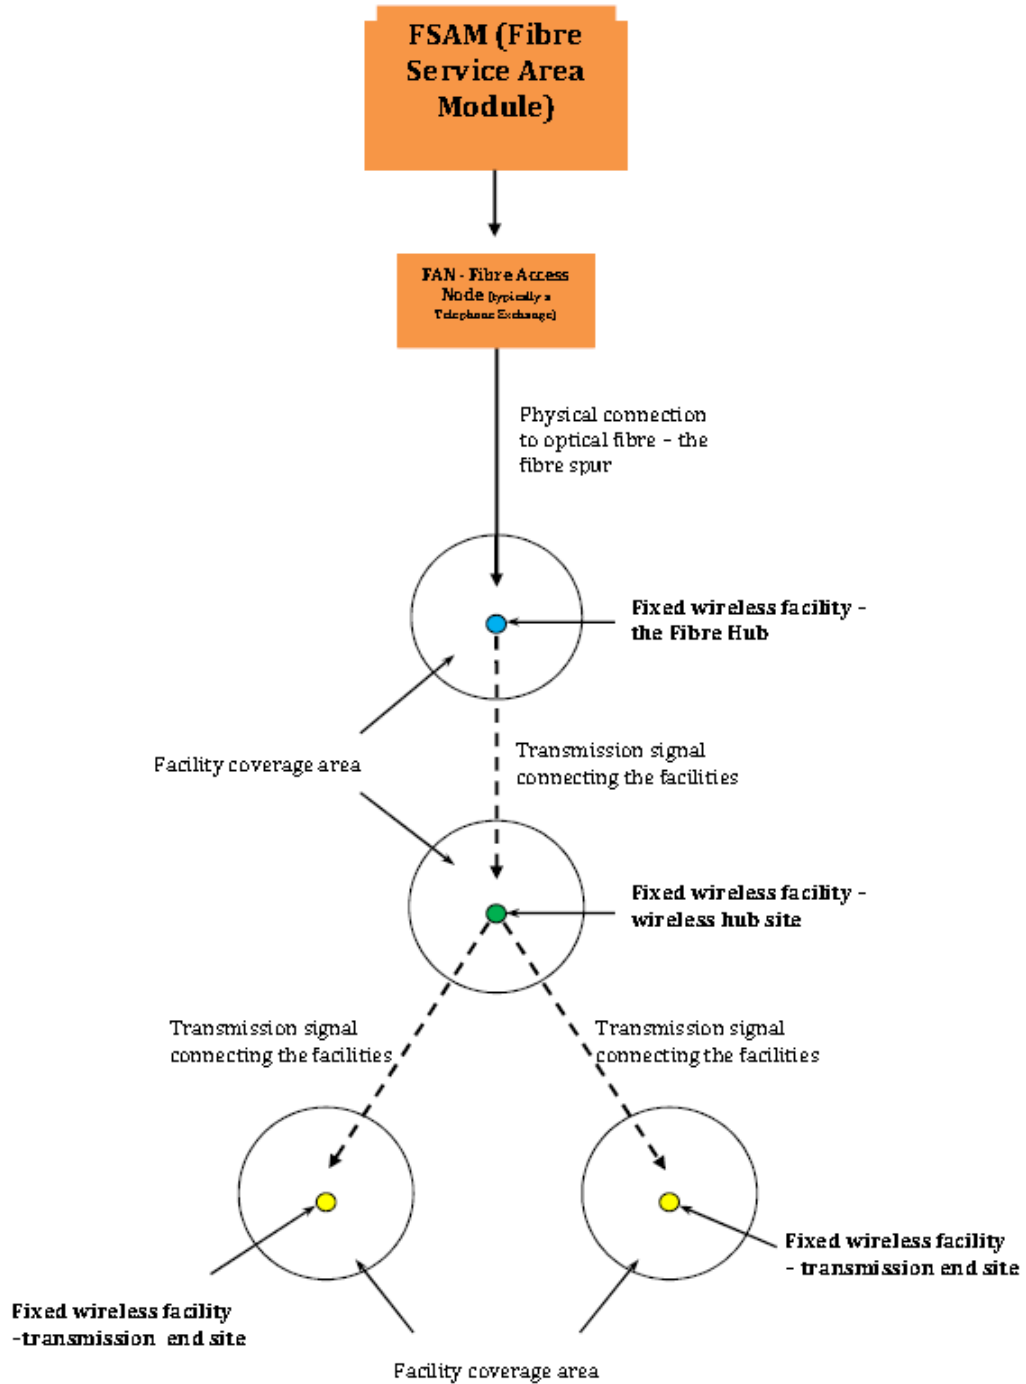 FSAM (Fibre
Service Area
Module)
FAN - Fibre Access
Node (typically a
Telephone Exchange)
Physical connection
to optical fibre – the
fibre spur
Fixed wireless facility –
the Fibre Hub
Transmission signal
connecting the facilities
Facility coverage area
Fixed wireless facility –
wireless hub site
Transmission signal
connecting the facilities
Transmission signal
connecting the facilities
Fixed wireless facility
– transmission end site
Fixed wireless facility
–transmission end site
Facility coverage area